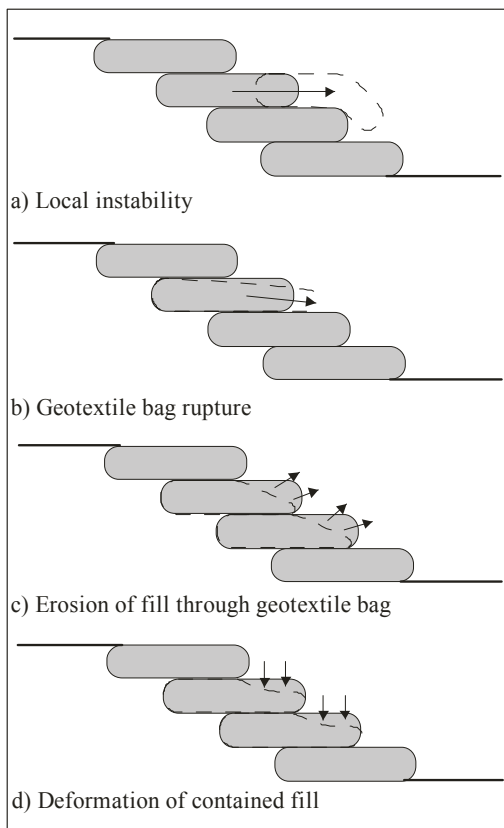 a) Local instability
b) Geotextile bag rupture
c) Erosion of fill through geotextile bag
d) Deformation of contained fill